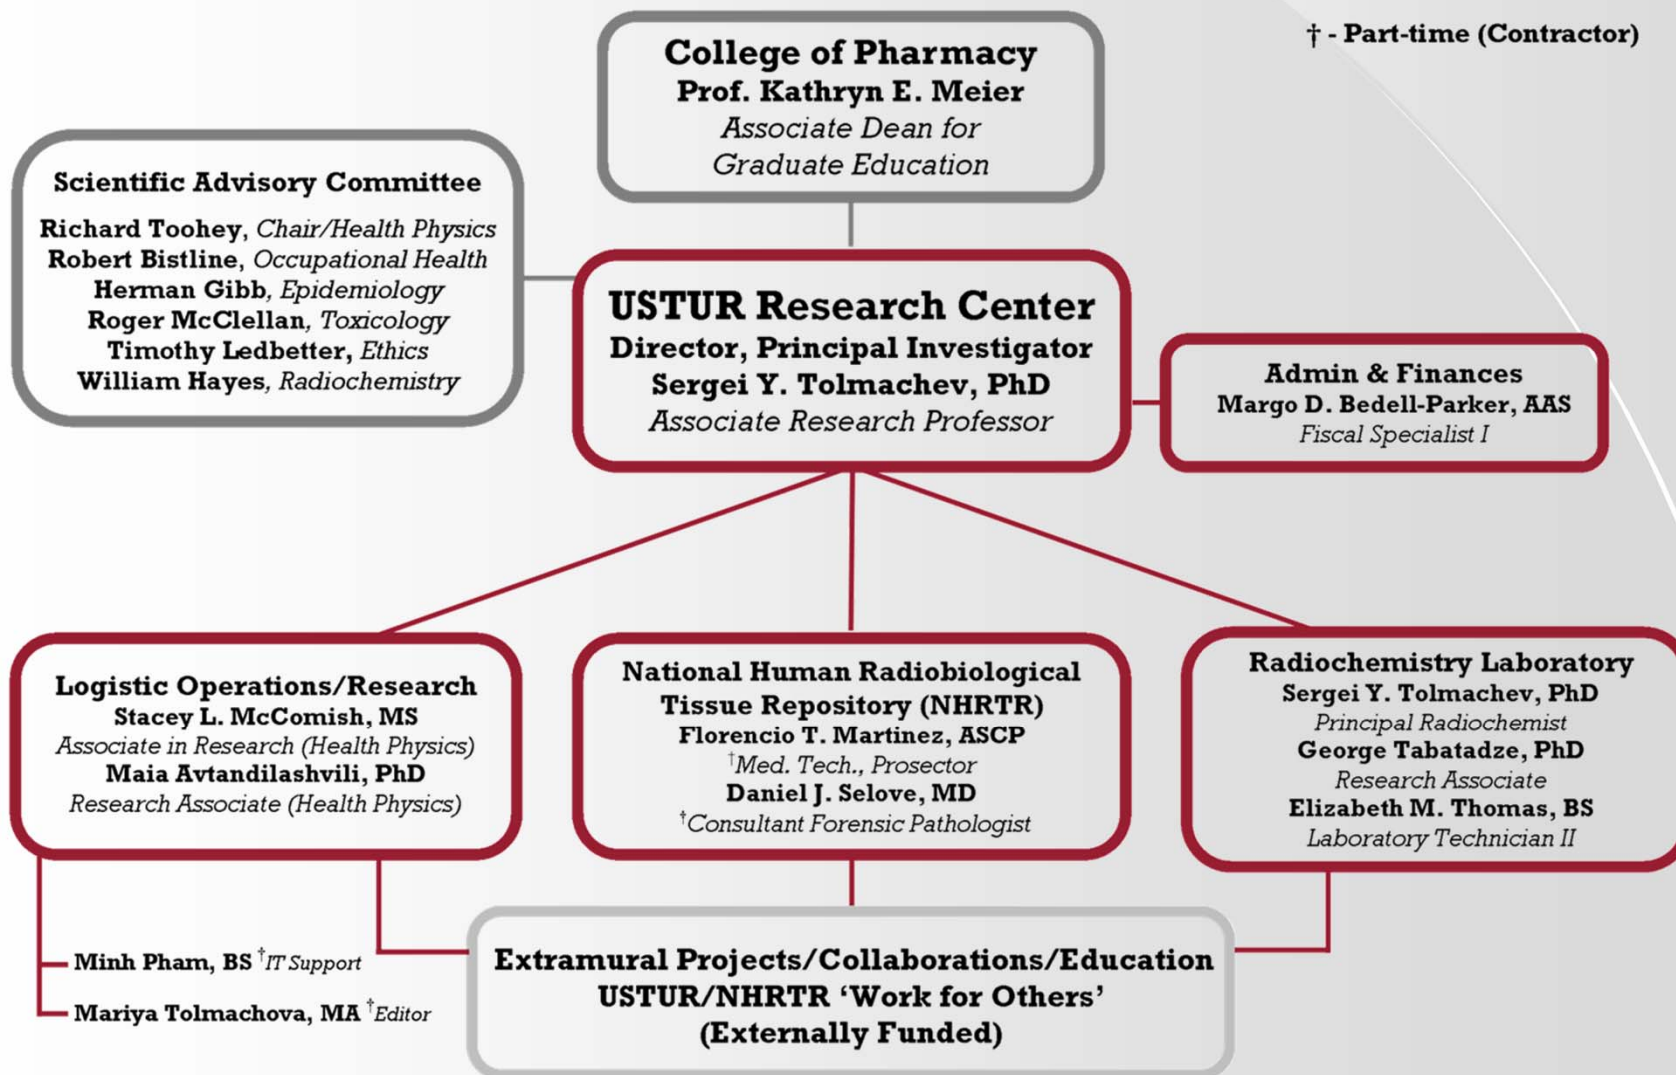 † - Part-time (Contractor)
College of Pharmacy
Prof. Kathryn E. Meier
Associate Dean for
Graduate Education
Scientific Advisory Committee
Richard Toohey, Chair/Health Physics
Robert Bistline, Occupational Health
Herman Gibb, Epidemiology
Roger McClellan, Toxicology
Timothy Ledbetter, Ethics
William Hayes, Radiochemistry
USTUR Research Center
Director, Principal Investigator
Sergei Y. Tolmachev, PhD
Associate Research Professor
Admin & Finances
Margo D. Bedell-Parker, AAS
Fiscal Specialist I
Logistic Operations/Research
Stacey L. McComish, MS
Associate in Research (Health Physics)
Maia Avtandilashvili, PhD
Research Associate (Health Physics)
National Human Radiobiological
Tissue Repository (NHRTR)
Florencio T. Martinez, ASCP
†Med. Tech., Prosector
Daniel J. Selove, MD
†Consultant Forensic Pathologist
Radiochemistry Laboratory
Sergei Y. Tolmachev, PhD
Principal Radiochemist
George Tabatadze, PhD
Research Associate
Elizabeth M. Thomas, BS
Laboratory Technician II
Minh Pham, BS †IT Support
Mariya Tolmachova, MA †Editor
Extramural Projects/Collaborations/Education
USTUR/NHRTR ‘Work for Others’
(Externally Funded)